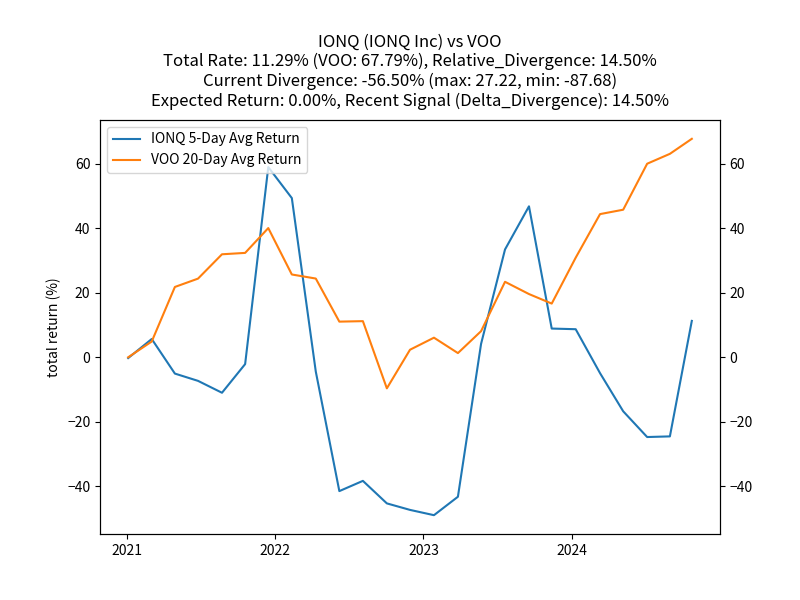 IONQ (IONQ Inc) vs VOO
Total Rate: 11.29% (VOO: 67.79%), Relative_Divergence: 14.50%
Current Divergence: -56.50% (max: 27.22, min: -87.68)
Expected Return: 0.00%, Recent Signal (Delta_Divergence): 14.50%
IONQ 5-Day Avg Return
VOO 20-Day Avg Return
total return (%)
60
40
20
0
−20
−40
60
40
20
0
−20
−40
2021 2022 2023 2024